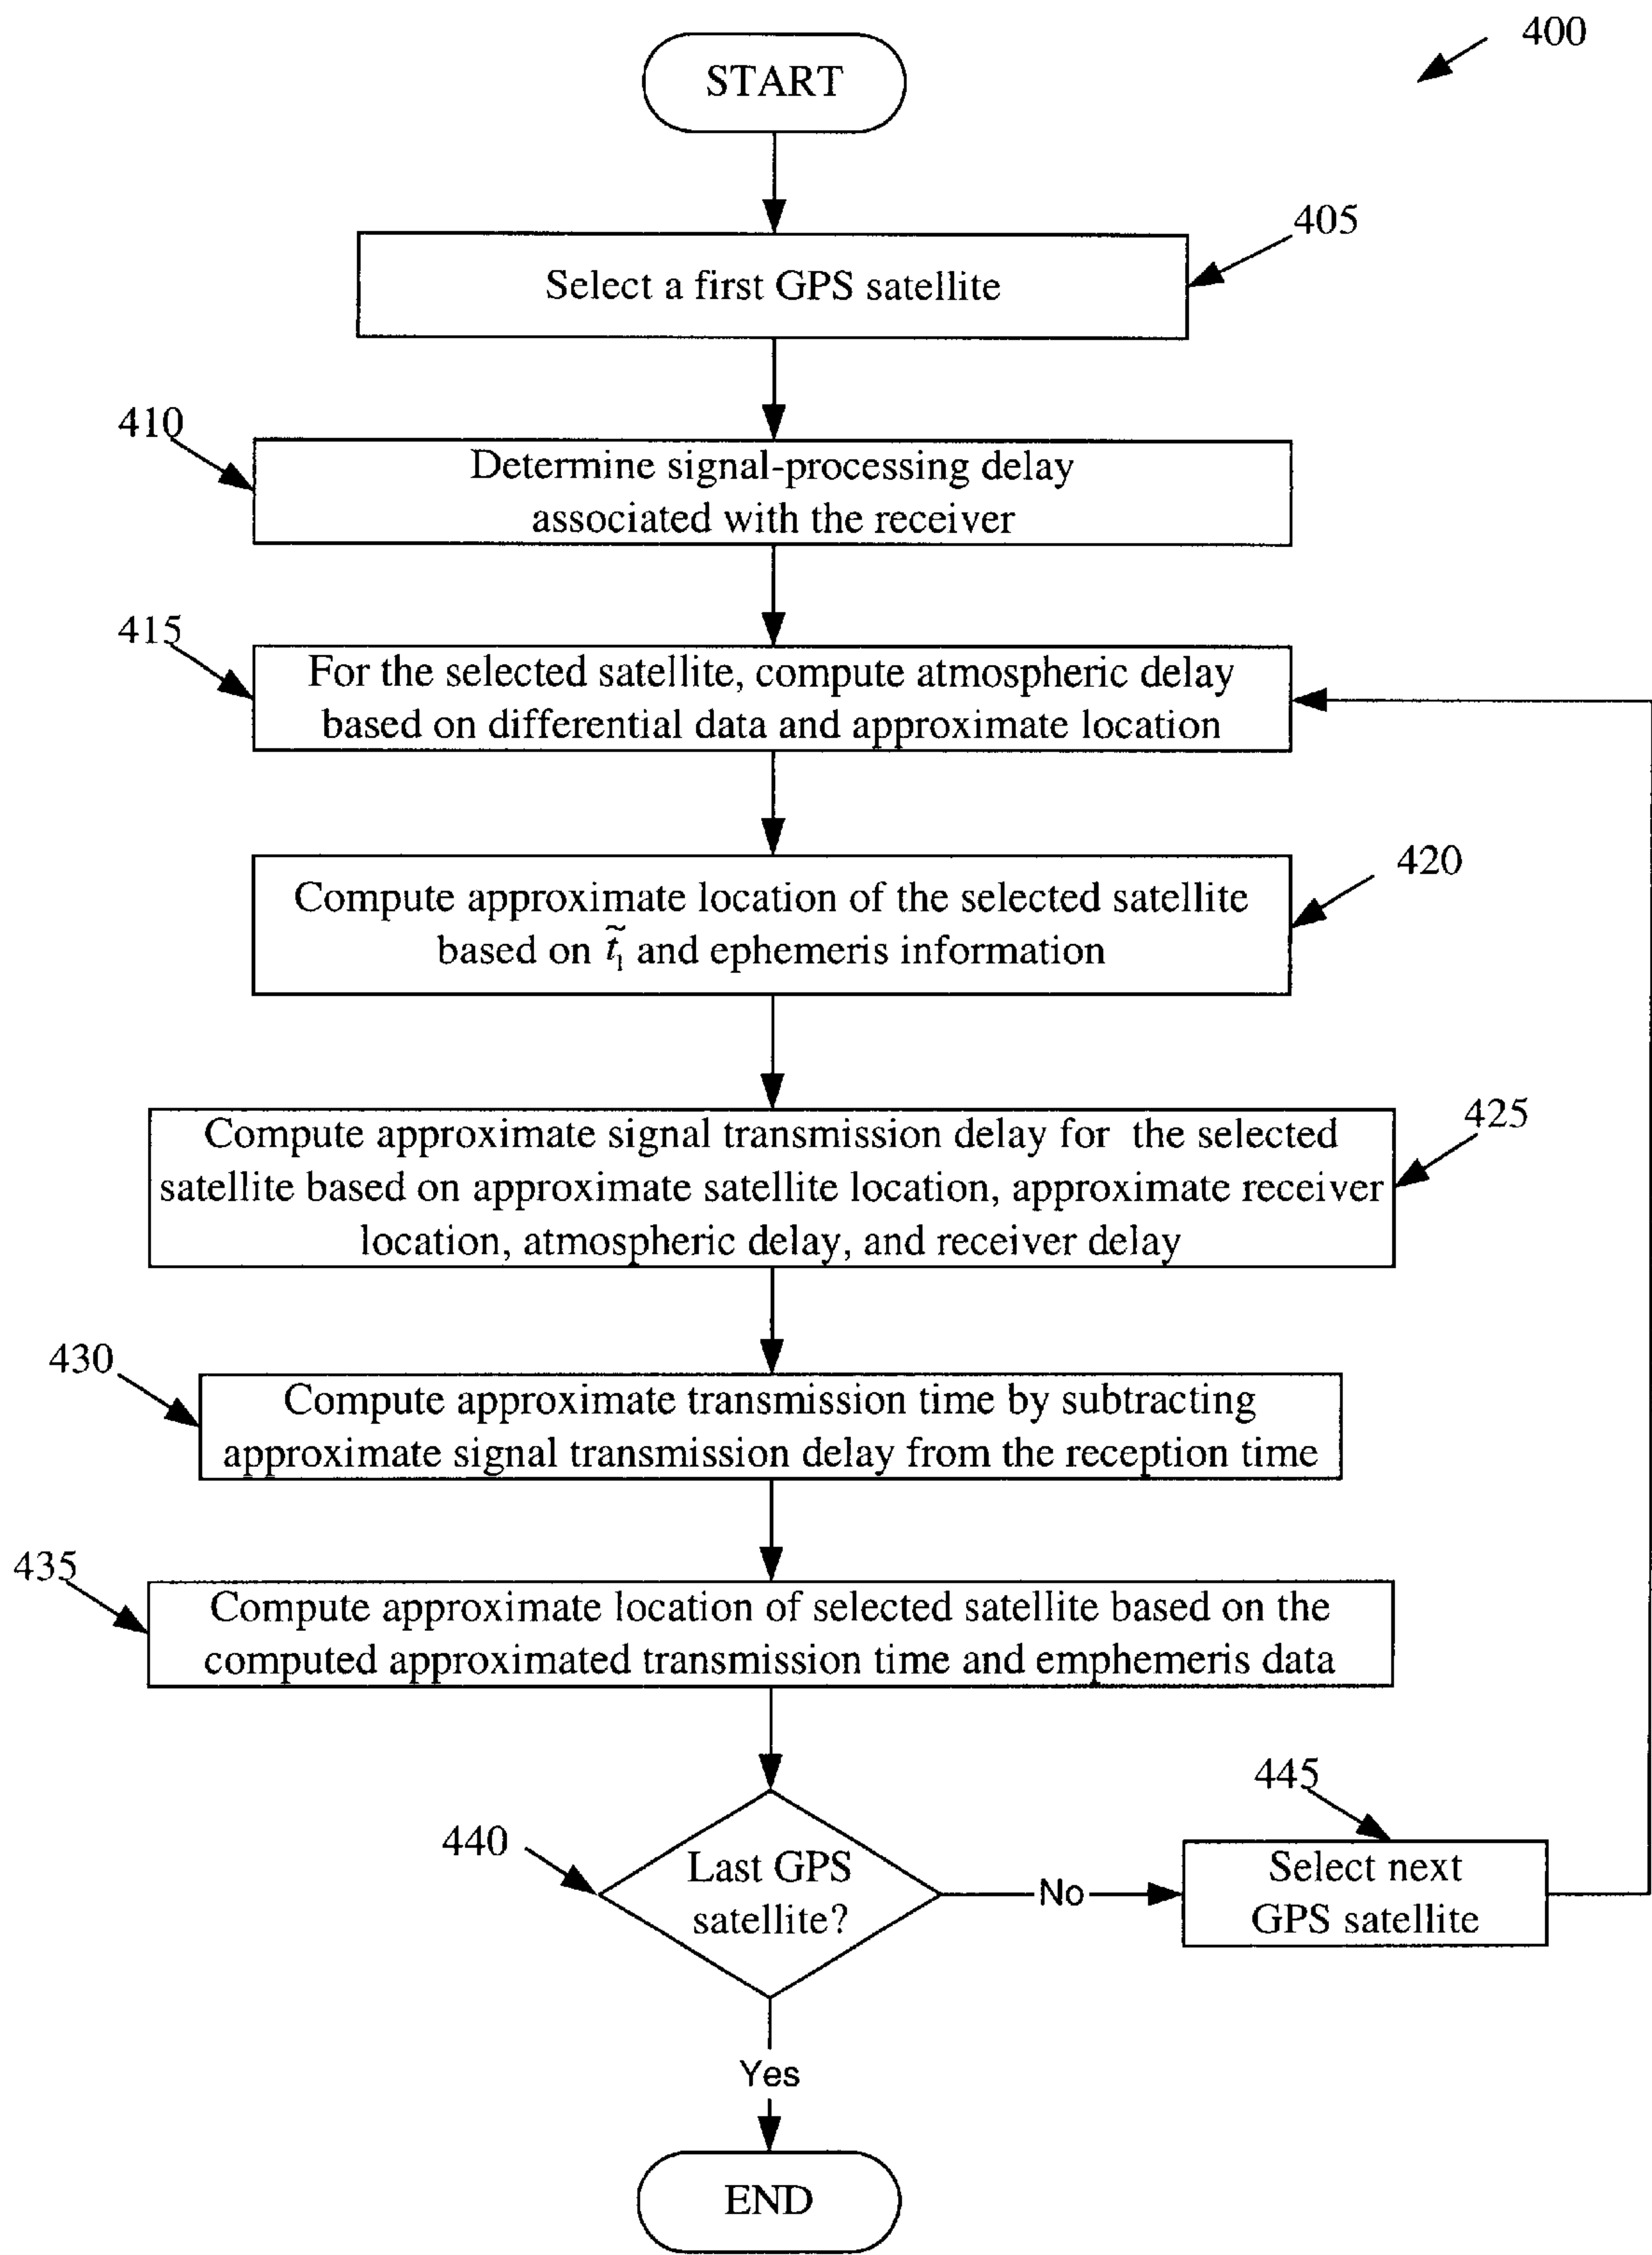 400
START
405
Select a first GPS satellite
410
Determine signal-processing delay
associated with the receiver
415
For the selected satellite, compute atmospheric delay
based on differential data and approximate location
420
Compute approximate location of the selected satellite
based on t̃₁ and ephemeris information
425
Compute approximate signal transmission delay for the selected
satellite based on approximate satellite location, approximate receiver
location, atmospheric delay, and receiver delay
430
Compute approximate transmission time by subtracting
approximate signal transmission delay from the reception time
435
Compute approximate location of selected satellite based on the
computed approximated transmission time and emphemeris data
440
Last GPS
satellite?
No
445
Select next
GPS satellite
Yes
END